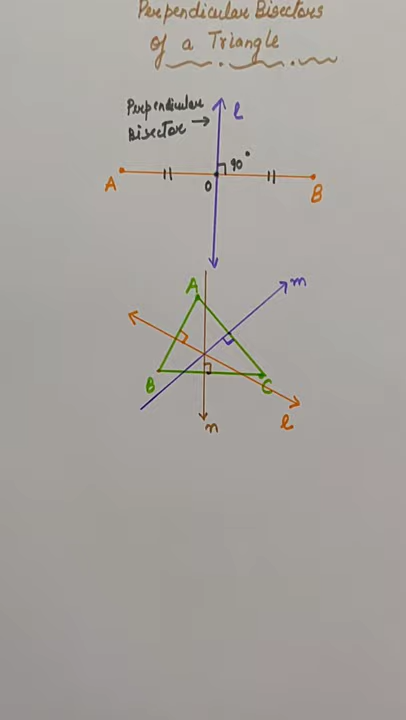 Perpendicular Bisectors
of a Triangle
Perpendicular
Bisector →
l
90°
A
O
B
A
m
B
C
n
l